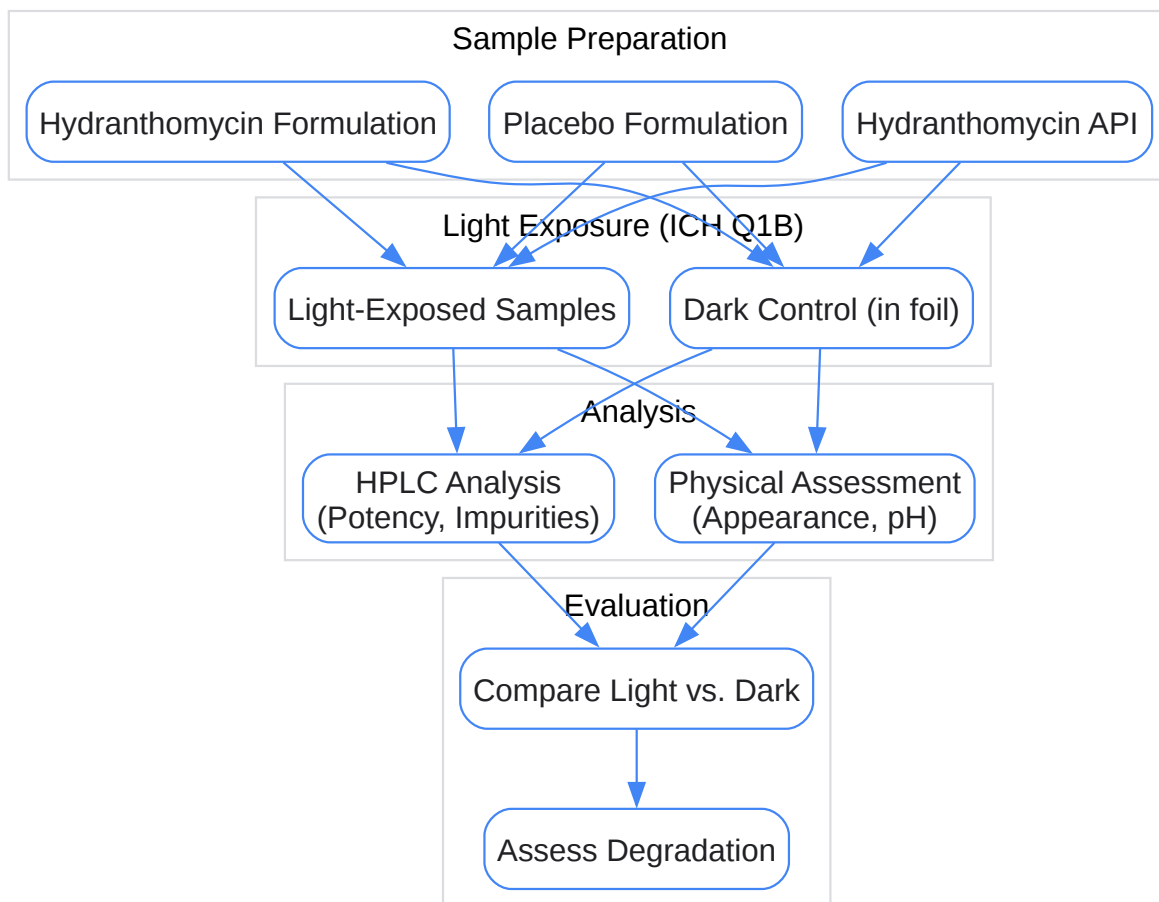 Sample Preparation
Hydranthomycin Formulation
Placebo Formulation
Hydranthomycin API
Light Exposure (ICH Q1B)
Light-Exposed Samples
Dark Control (in foil)
Analysis
HPLC Analysis
(Potency, Impurities)
Physical Assessment
(Appearance, pH)
Evaluation
Compare Light vs. Dark
Assess Degradation